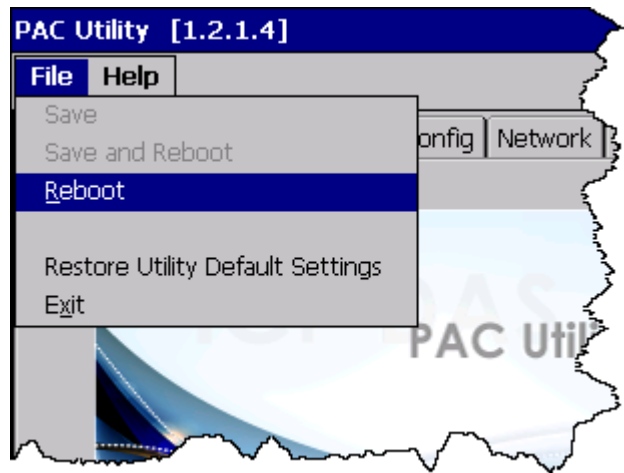 PAC Utility [1.2.1.4]
File Help
Save
Save and Reboot
onfig Network
Reboot
Restore Utility Default Settings
Exit
PAC Util